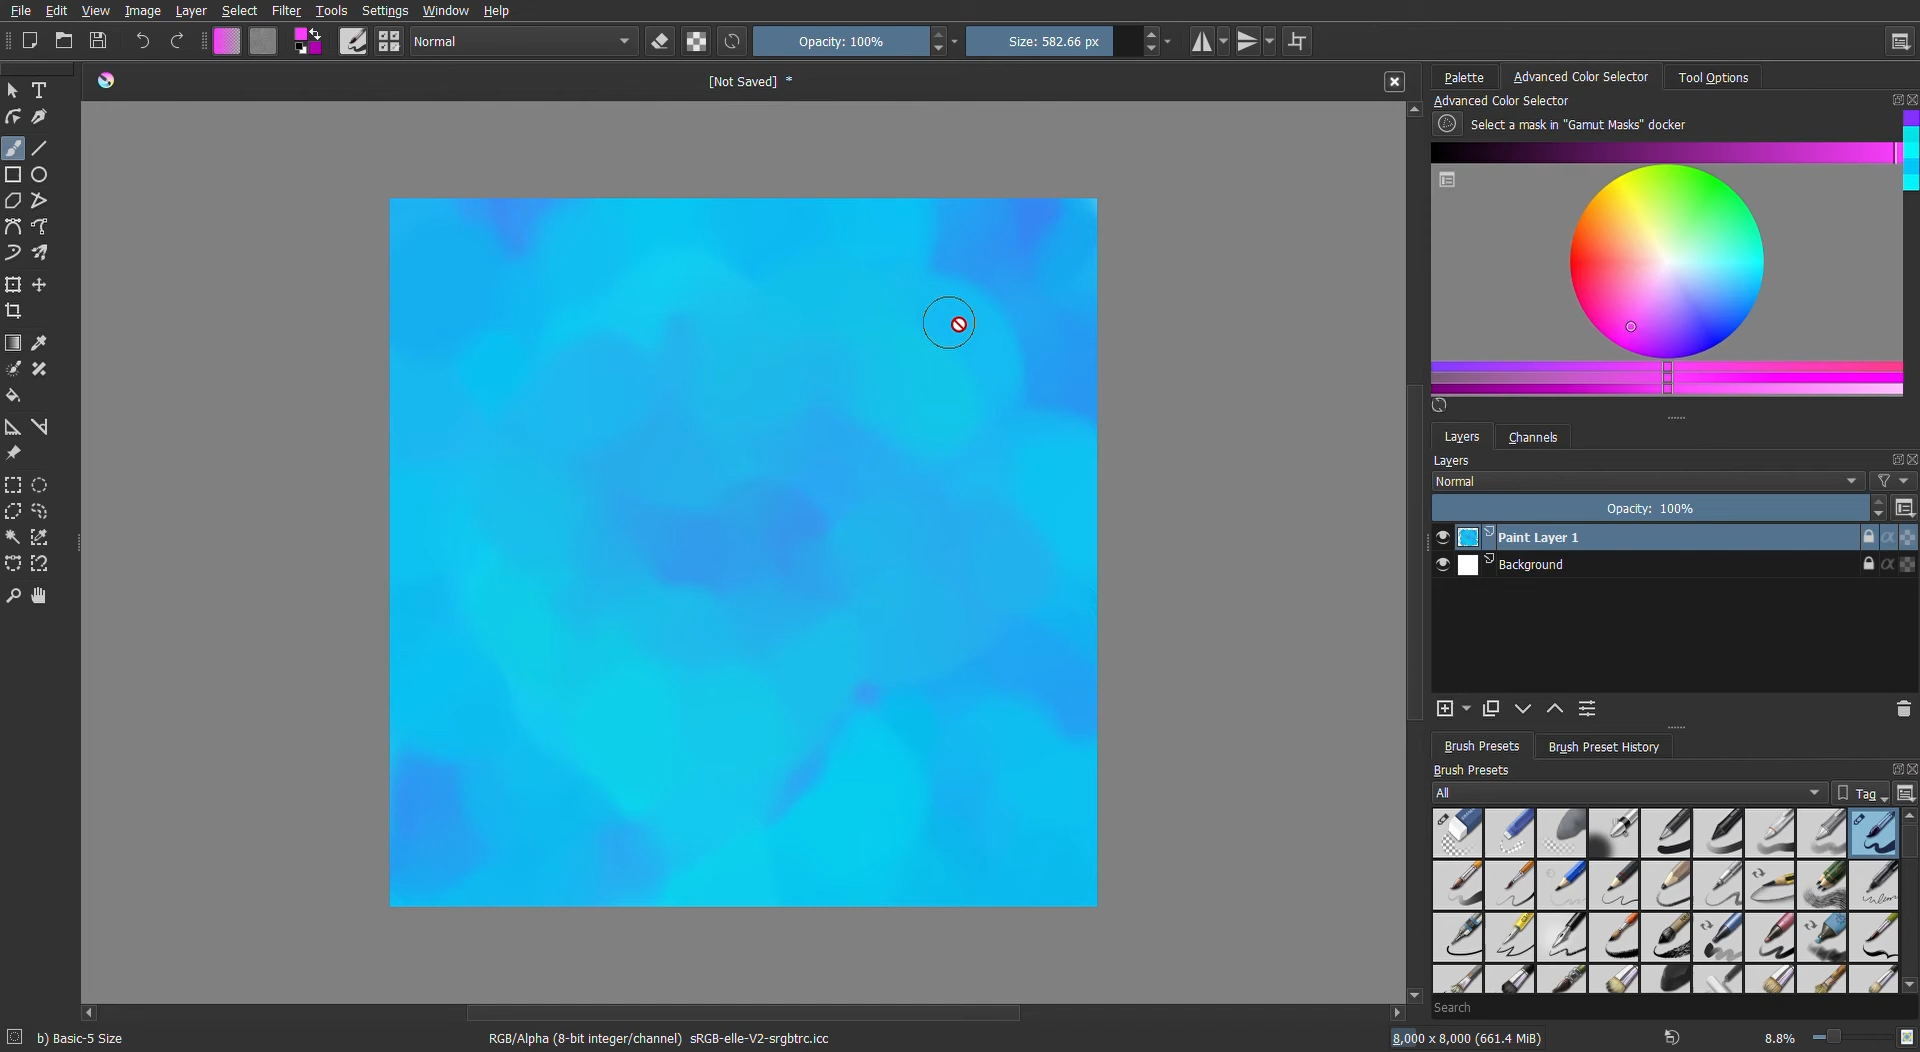 File Edit View Image Layer Select Filter Tools Settings Window Help
Normal Opacity: 100% Size: 582.66 px
[Not Saved] *
Palette Advanced Color Selector Tool Options
Advanced Color Selector
Select a mask in "Gamut Masks" docker
Layers Channels
Layers
Normal
Opacity: 100%
Paint Layer 1
Background
Brush Presets Brush Preset History
Brush Presets
All Tag
Search
b) Basic-5 Size RGB/Alpha (8-bit integer/channel) sRGB-elle-V2-srgbtrc.icc 8,000 x 8,000 (661.4 MiB) 8.8%